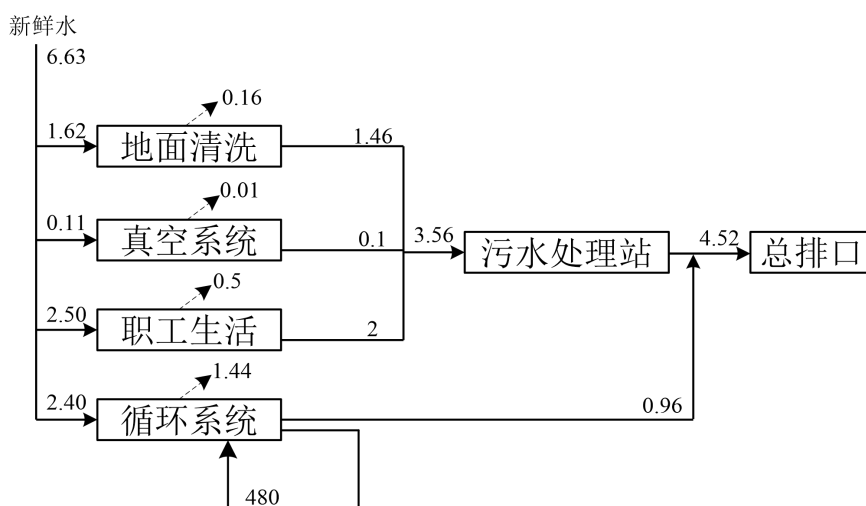 新鲜水
6.63
0.16
1.62
地面清洗
1.46
0.01
0.11
真空系统
0.1
3.56
污水处理站
4.52
总排口
0.5
2.50
职工生活
2
1.44
2.40
循环系统
0.96
480